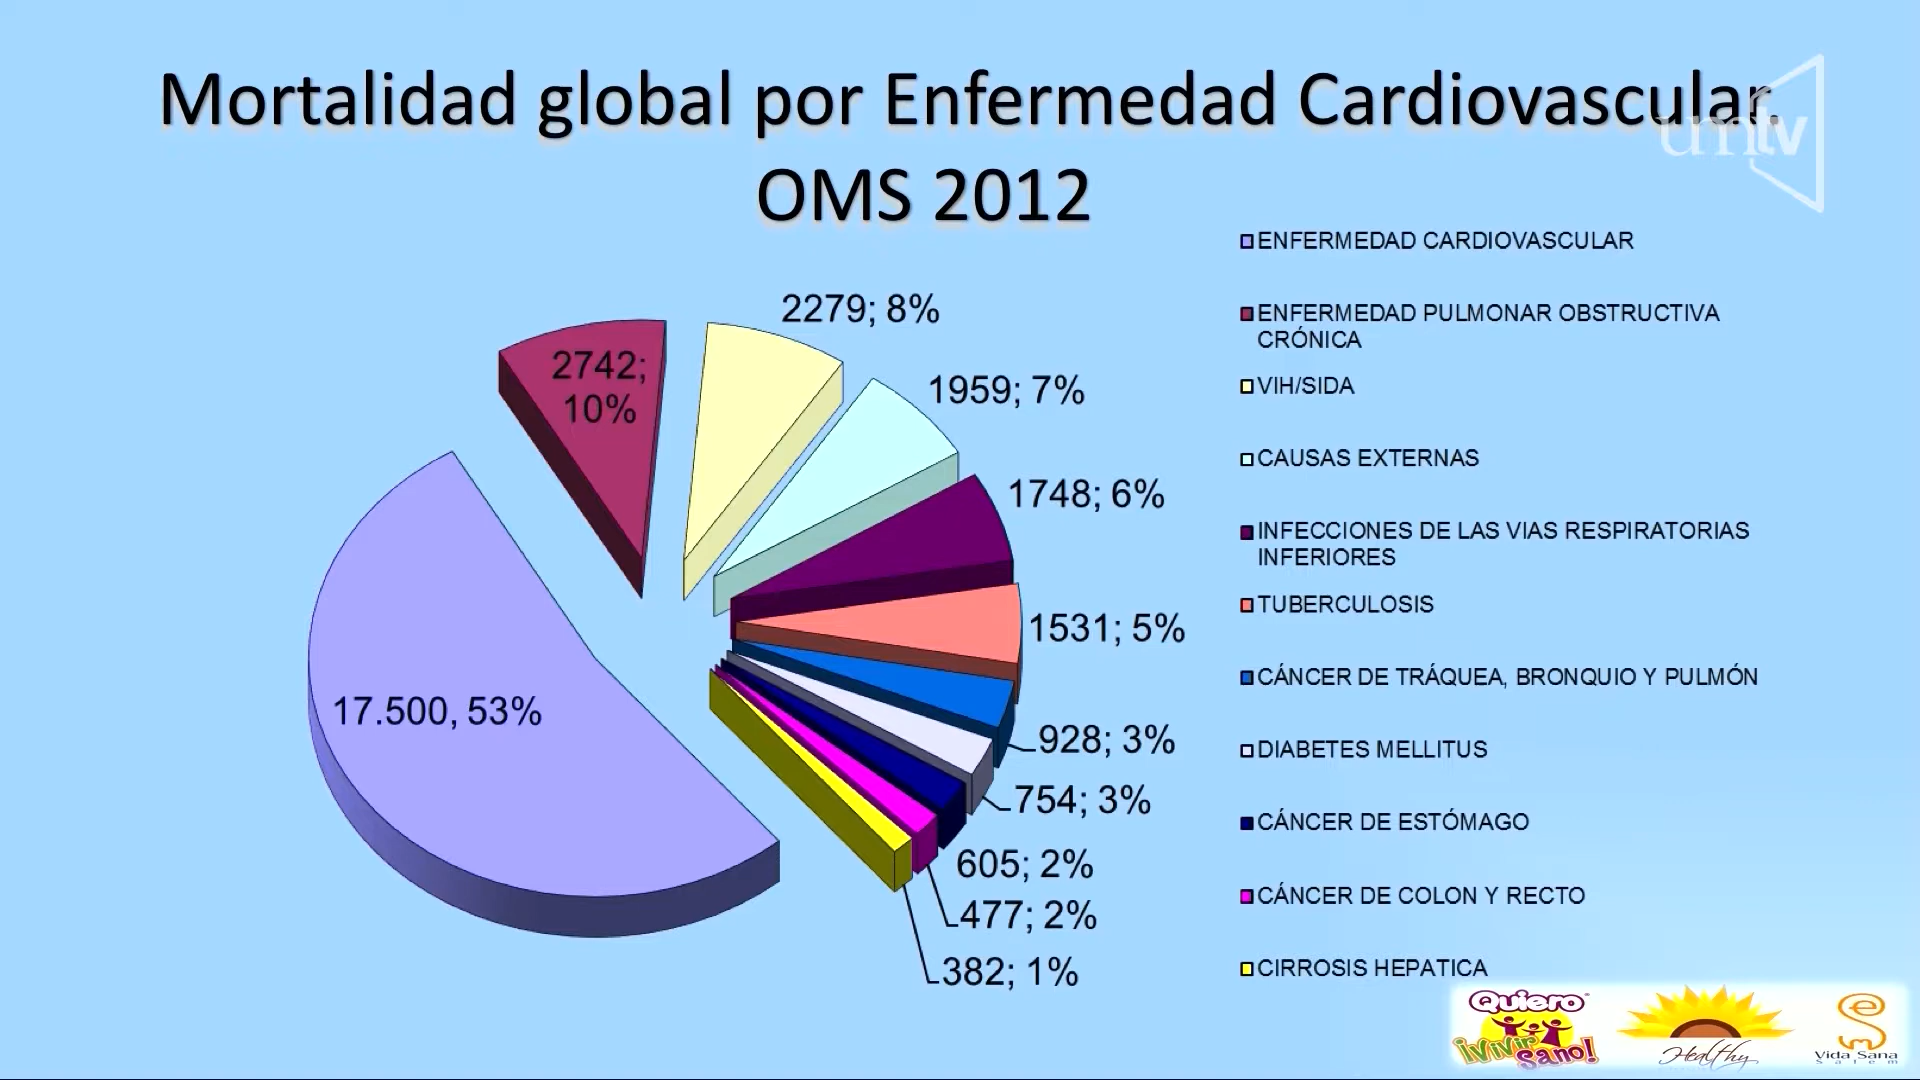 Mortalidad global por Enfermedad Cardiovascular.
OMS 2012
umtv
ENFERMEDAD CARDIOVASCULAR
ENFERMEDAD PULMONAR OBSTRUCTIVA
CRÓNICA
VIH/SIDA
CAUSAS EXTERNAS
INFECCIONES DE LAS VIAS RESPIRATORIAS
INFERIORES
TUBERCULOSIS
CÁNCER DE TRÁQUEA, BRONQUIO Y PULMÓN
DIABETES MELLITUS
CÁNCER DE ESTÓMAGO
CÁNCER DE COLON Y RECTO
CIRROSIS HEPATICA
2279; 8%
2742;
10%
1959; 7%
1748; 6%
1531; 5%
17.500, 53%
928; 3%
754; 3%
605; 2%
477; 2%
382; 1%
Quiero
¡Vivir
Sano!
Healthy
Vida Sana
Salem